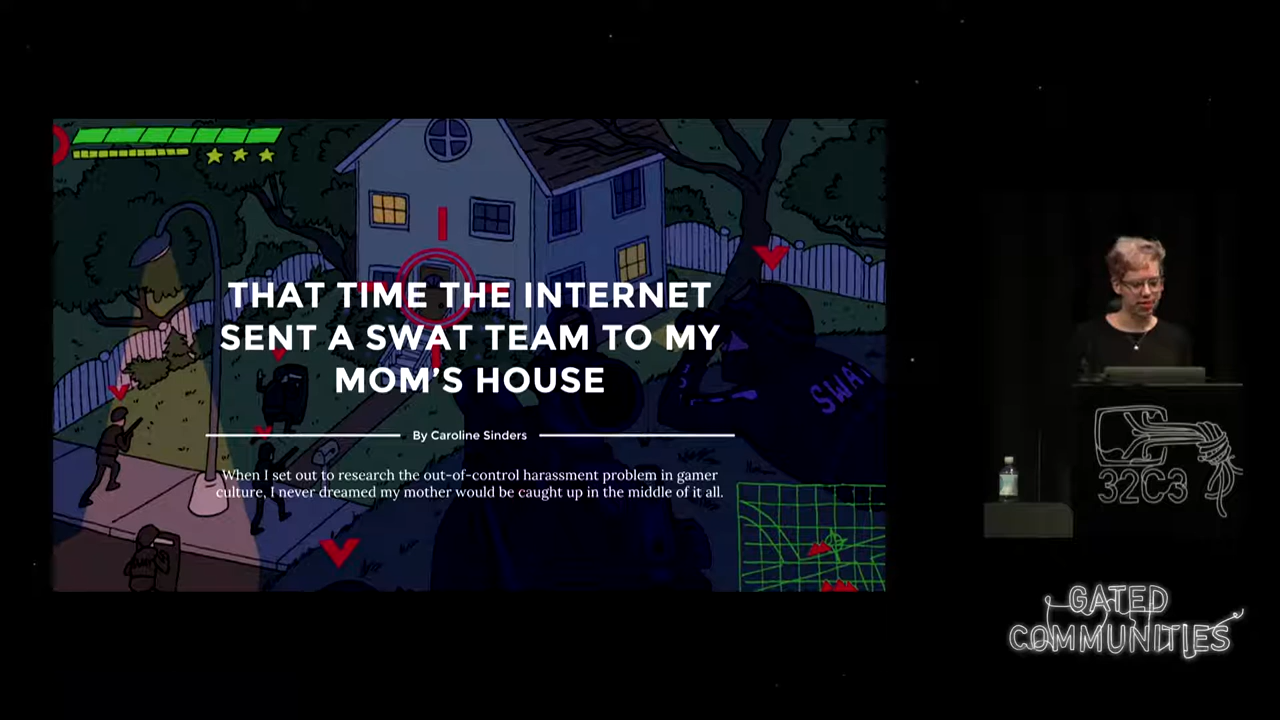 THAT TIME THE INTERNET
SENT A SWAT TEAM TO MY
MOM'S HOUSE
By Caroline Sinders
When I set out to research the out-of-control harassment problem in gamer
culture, I never dreamed my mother would be caught up in the middle of it all.
SWAT
32C3
GATED
COMMUNITIES